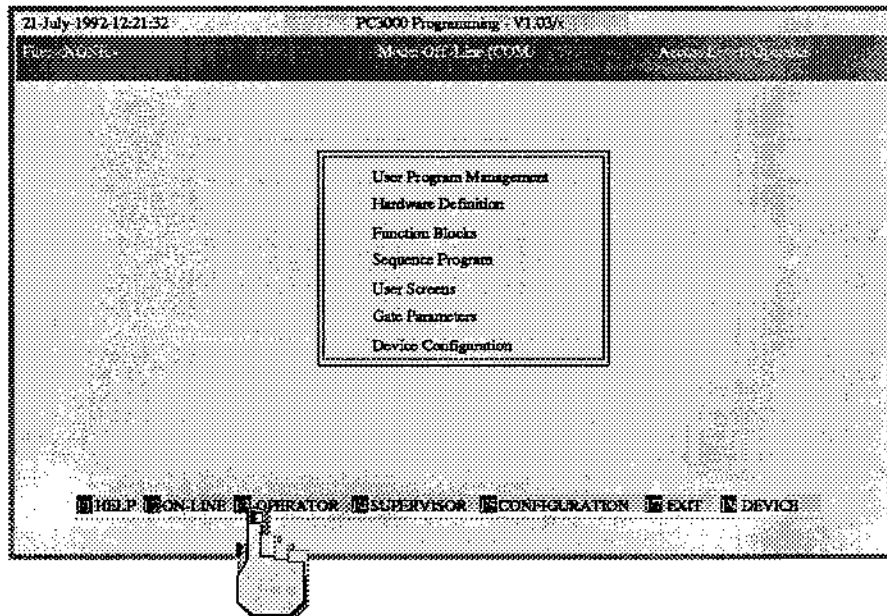 21-July-1992 12:21:32 PC3000 Programming - V1.03/s
Mode: Off-Line (COM
User Program Management
Hardware Definition
Function Blocks
Sequence Program
User Screens
Gate Parameters
Device Configuration
HELP ON-LINE OPERATOR SUPERVISOR CONFIGURATION EXIT DEVICE